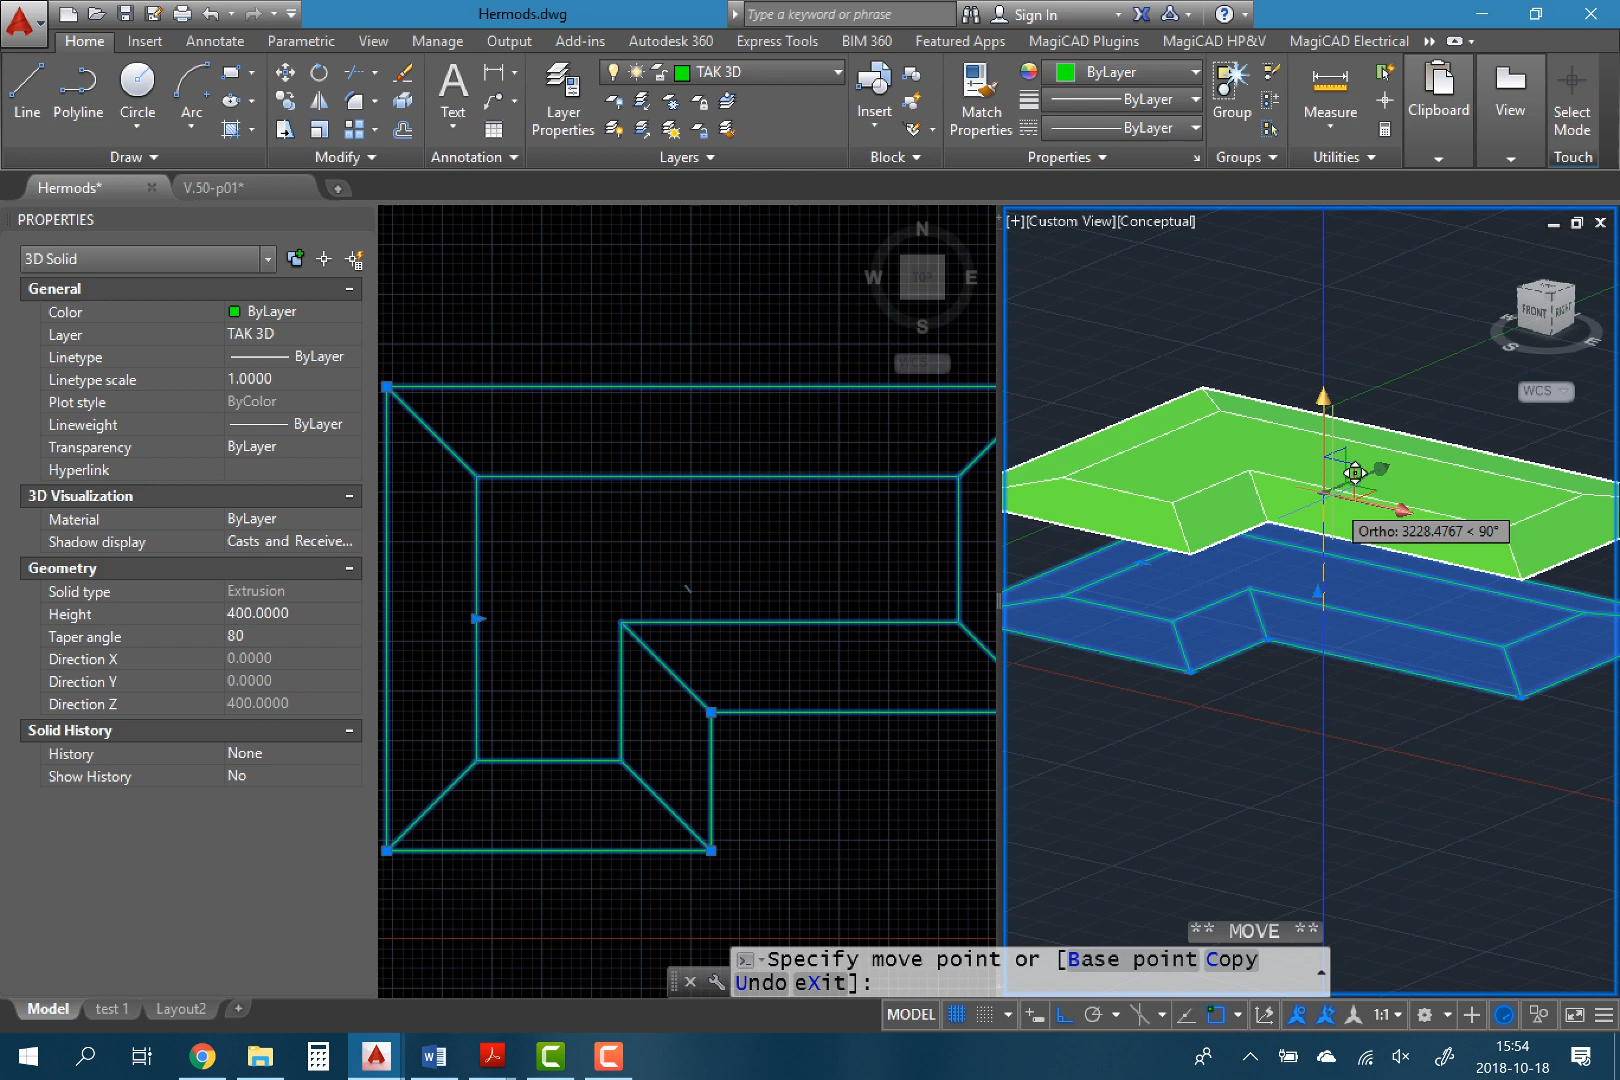 Hermods.dwg
Type a keyword or phrase
Sign In
Home Insert Annotate Parametric View Manage Output Add-ins Autodesk 360 Express Tools BIM 360 Featured Apps MagiCAD Plugins MagiCAD HP&V MagiCAD Electrical
TAK 3D
ByLayer
ByLayer
ByLayer
Line Polyline Circle Arc
Text
Layer Properties
Insert
Match Properties
Group
Measure
Clipboard
View
Select Mode
Draw Modify Annotation Layers Block Properties Groups Utilities Touch
Hermods* V.50-p01*
PROPERTIES
3D Solid
General
Color ByLayer
Layer TAK 3D
Linetype ByLayer
Linetype scale 1.0000
Plot style ByColor
Lineweight ByLayer
Transparency ByLayer
Hyperlink
3D Visualization
Material ByLayer
Shadow display Casts and Receive...
Geometry
Solid type Extrusion
Height 400.0000
Taper angle 80
Direction X 0.0000
Direction Y 0.0000
Direction Z 400.0000
Solid History
History None
Show History No
N
W TOP E
S
WCS
[+][Custom View][Conceptual]
FRONT RIGHT
S E
WCS
Ortho: 3228.4767 < 90°
** MOVE **
Specify move point or [Base point Copy
Undo eXit]:
Model test 1 Layout2
MODEL
1:1
15:54
2018-10-18